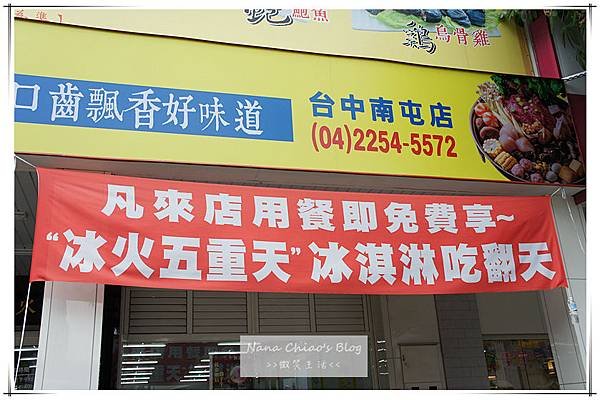 鮑魚
烏骨雞
口齒飄香好味道
台中南屯店
(04)2254-5572
凡來店用餐即免費享~
“冰火五重天”冰淇淋吃翻天
Nana Chiao's Blog
>>微笑生活<<